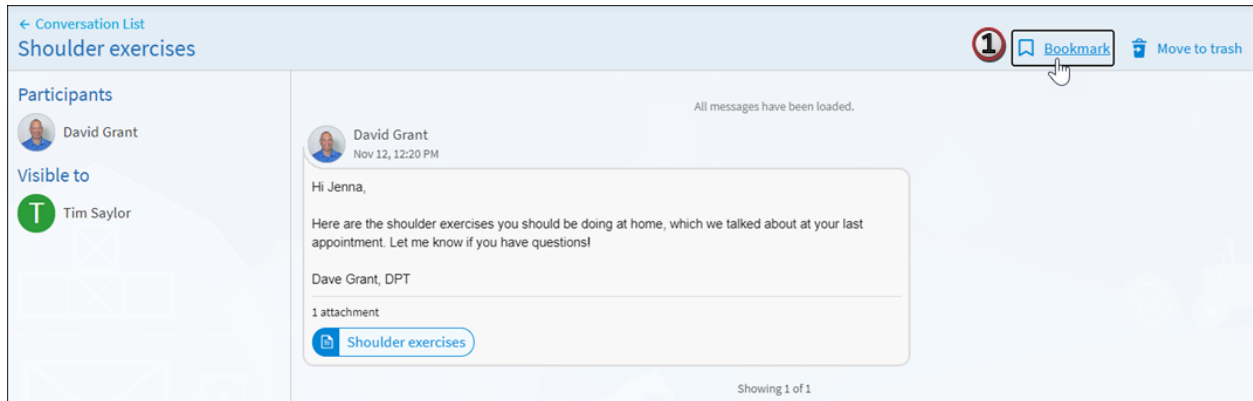 ← Conversation List
Shoulder exercises
1
Bookmark
Move to trash
Participants
David Grant
Visible to
T
Tim Saylor
All messages have been loaded.
David Grant
Nov 12, 12:20 PM
Hi Jenna,
Here are the shoulder exercises you should be doing at home, which we talked about at your last
appointment. Let me know if you have questions!
Dave Grant, DPT
1 attachment
Shoulder exercises
Showing 1 of 1